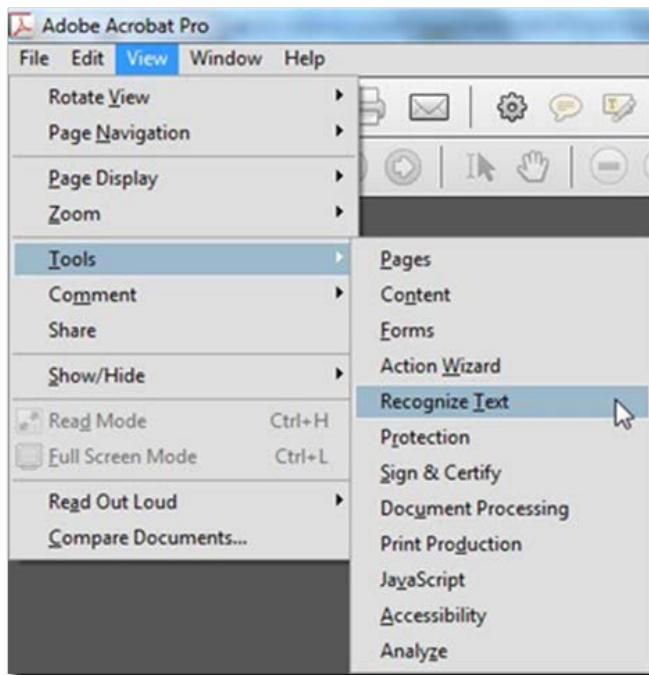 Adobe Acrobat Pro
File Edit View Window Help
Rotate View
Page Navigation
Page Display
Zoom
Tools
Comment
Share
Show/Hide
Read Mode Ctrl+H
Full Screen Mode Ctrl+L
Read Out Loud
Compare Documents...
Pages
Content
Forms
Action Wizard
Recognize Text
Protection
Sign & Certify
Document Processing
Print Production
JavaScript
Accessibility
Analyze